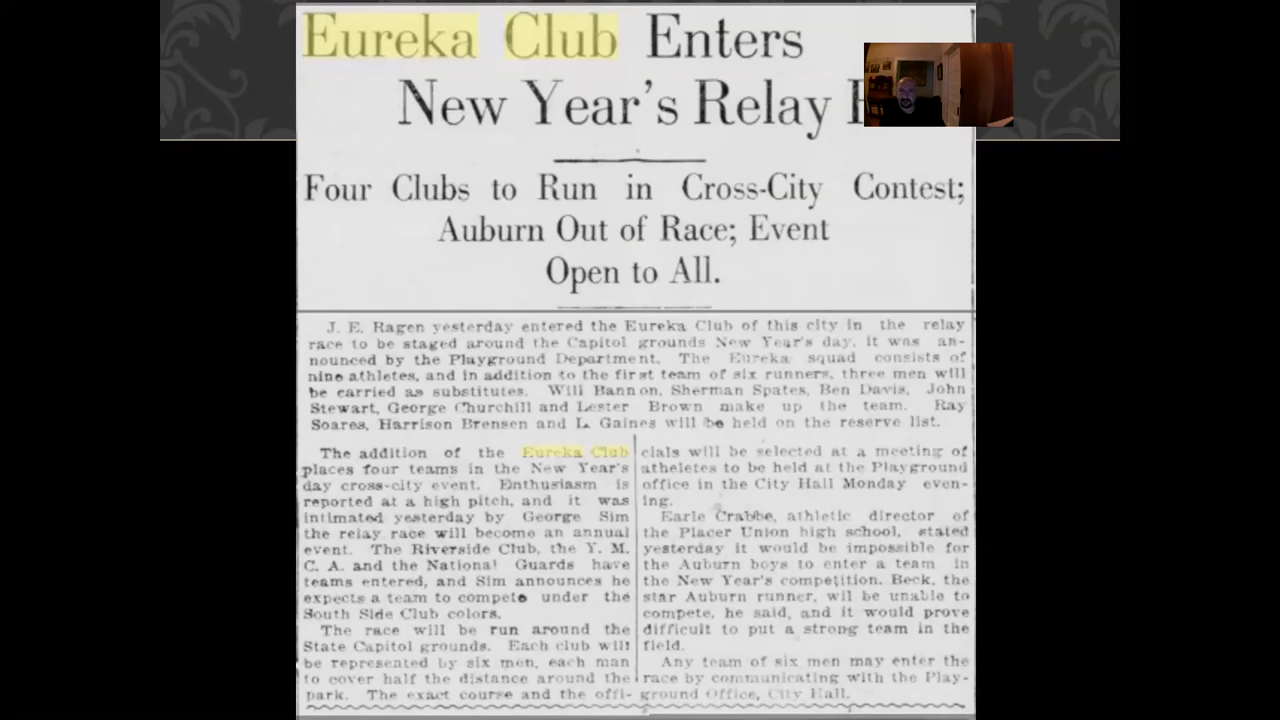 Eureka Club Enters
New Year's Relay
Four Clubs to Run in Cross-City Contest;
Auburn Out of Race; Event
Open to All.
J. E. Ragen yesterday entered the Eureka Club of this city in the relay
race to be staged around the Capitol grounds New Year's day, it was an-
nounced by the Playground Department. The Eureka squad consists of
nine athletes, and in addition to the first team of six runners, three men will
be carried as substitutes. Will Bannon, Sherman Spates, Ben Davis, John
Stewart, George Churchill and Lester Brown make up the team. Ray
Soares, Harrison Brensen and L. Gaines will be held on the reserve list.
The addition of the Eureka Club
places four teams in the New Year's
day cross-city event. Enthusiasm is
reported at a high pitch, and it was
intimated yesterday by George Sim
the relay race will become an annual
event. The Riverside Club, the Y. M.
C. A. and the National Guards have
teams entered, and Sim announces he
expects a team to compete under the
South Side Club colors.
The race will be run around the
State Capitol grounds. Each club will
be represented by six men, each man
to cover half the distance around the
park. The exact course and the offi-
cials will be selected at a meeting of
atheletes to be held at the Playground
office in the City Hall Monday even-
ing.
Earle Crabbe, athletic director of
the Placer Union high school, stated
yesterday it would be impossible for
the Auburn boys to enter a team in
the New Year's competition. Beck, the
star Auburn runner, wil be unable to
compete, he said, and it would prove
difficult to put a strong team in the
field.
Any team of six men may enter the
race by communicating with the Play-
ground Office, City Hall.